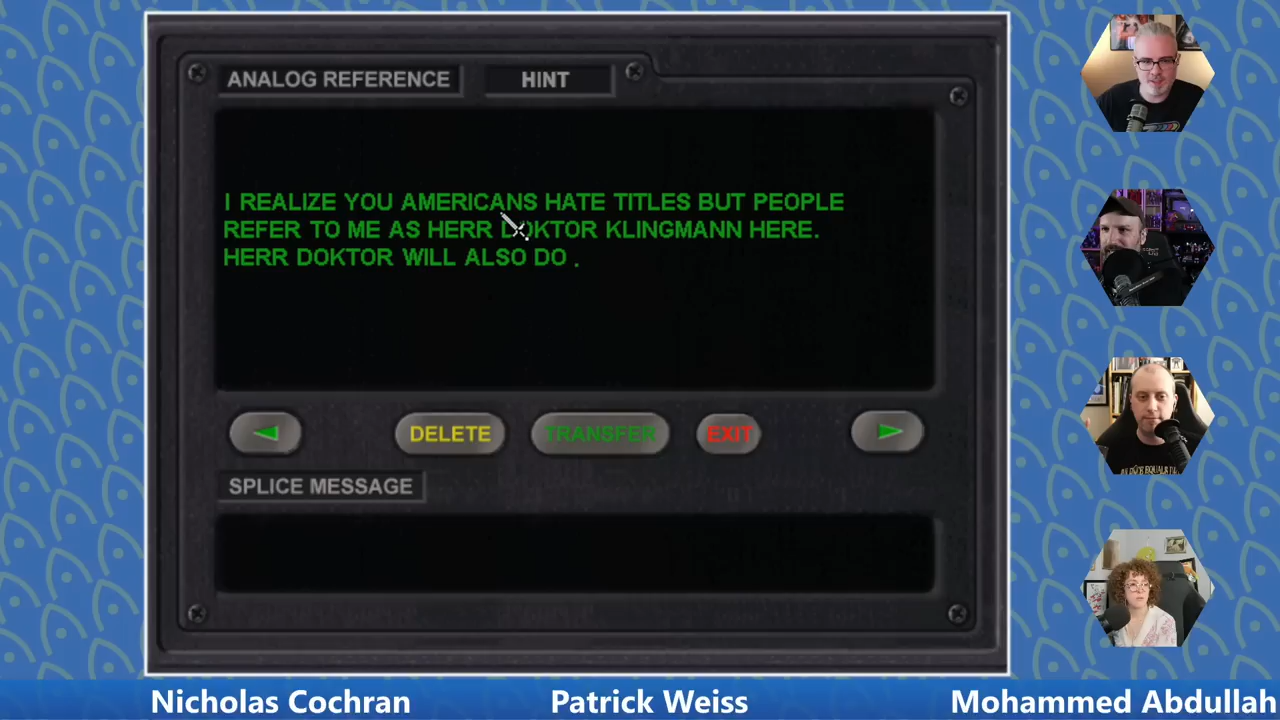 ANALOG REFERENCE
HINT
I REALIZE YOU AMERICANS HATE TITLES BUT PEOPLE
REFER TO ME AS HERR DOKTOR KLINGMANN HERE.
HERR DOKTOR WILL ALSO DO .
DELETE
TRANSFER
EXIT
SPLICE MESSAGE
Nicholas Cochran
Patrick Weiss
Mohammed Abdullah